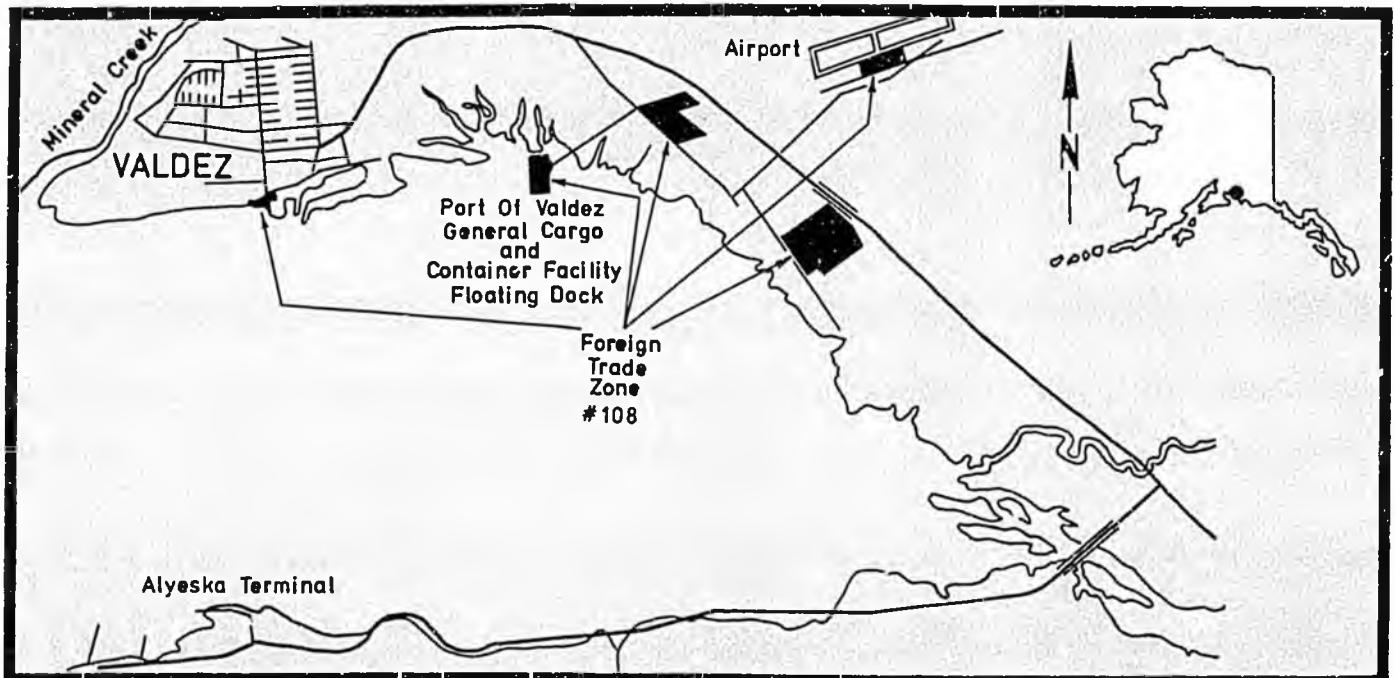 Airport
Mineral Creek
N
VALDEZ
Port Of Valdez
General Cargo
and
Container Facility
Floating Dock
Foreign
Trade
Zone
#108
Alyeska Terminal